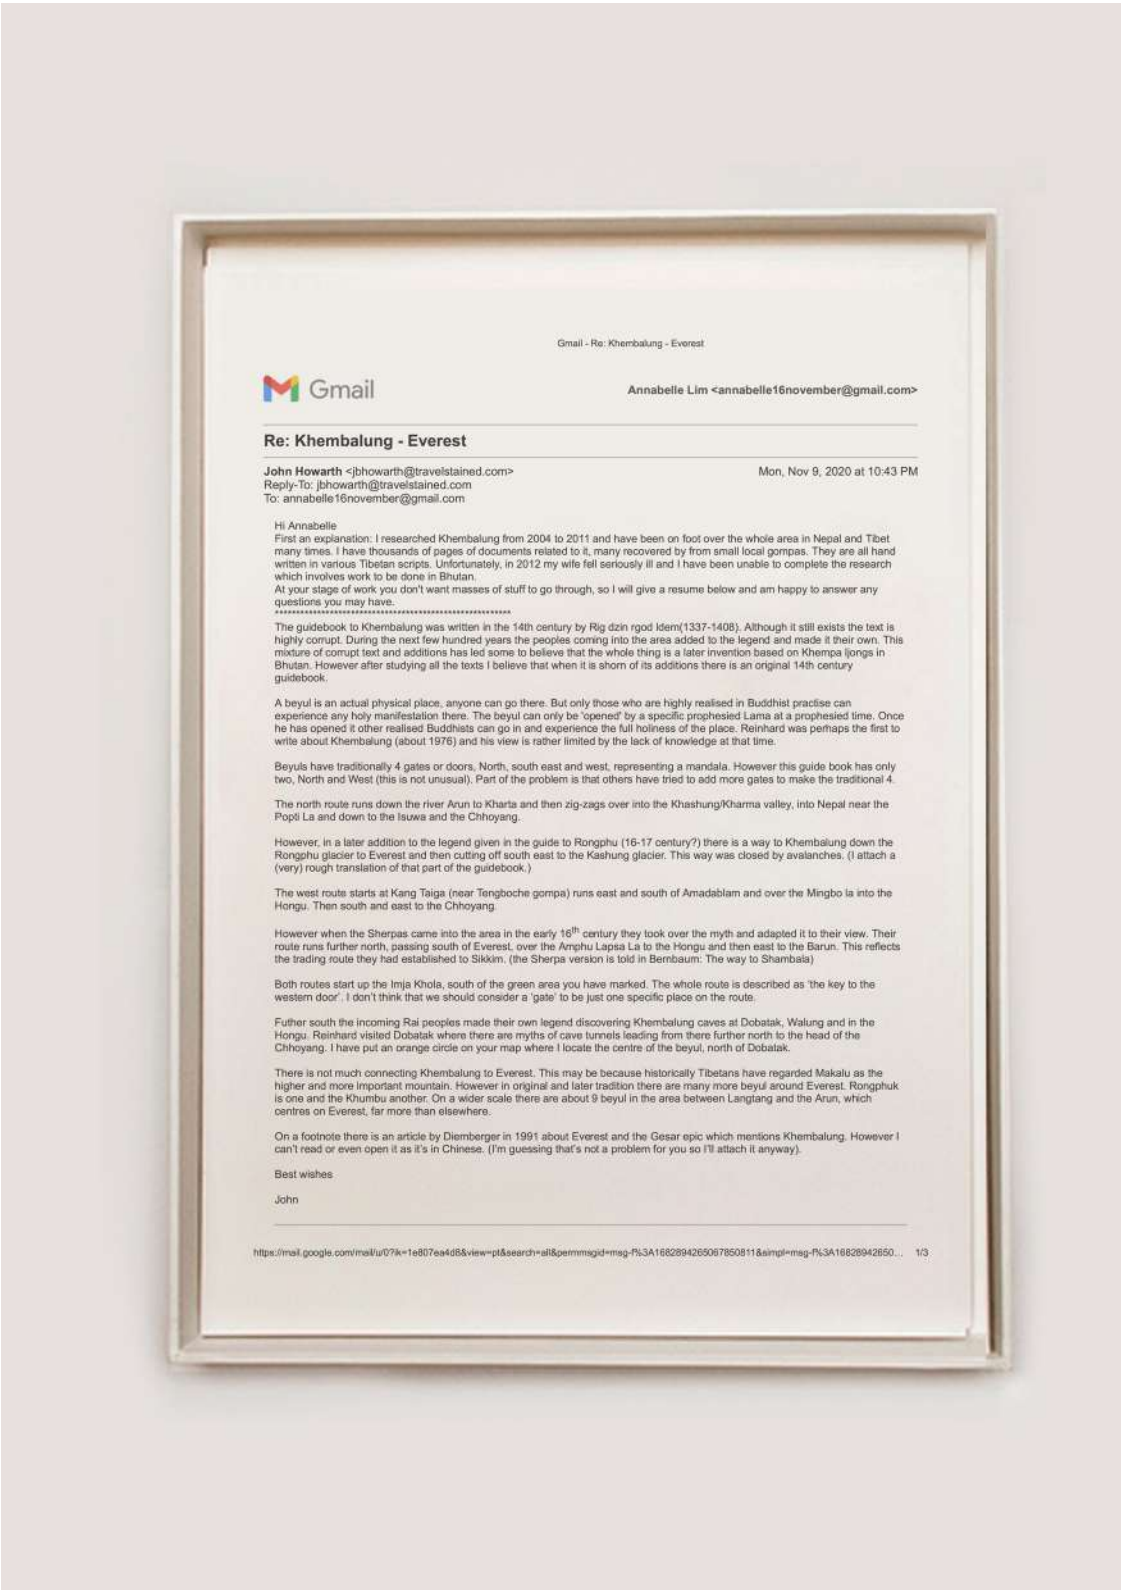 Gmail - Re: Khembalung - Everest
Gmail
Annabelle Lim <annabelle16november@gmail.com>
Re: Khembalung - Everest
John Howarth <jbhowarth@travelstained.com>
Mon, Nov 9, 2020 at 10:43 PM
Reply-To: jbhowarth@travelstained.com
To: annabelle16november@gmail.com
Hi Annabelle
First an explanation: I researched Khembalung from 2004 to 2011 and have been on foot over the whole area in Nepal and Tibet
many times. I have thousands of pages of documents related to it, many recovered by from small local gompas. They are all hand
written in various Tibetan scripts. Unfortunately, in 2012 my wife fell seriously ill and I have been unable to complete the research
which involves work to be done in Bhutan.
At your stage of work you don't want masses of stuff to go through, so I will give a resume below and am happy to answer any
questions you may have.
********************************************************
The guidebook to Khembalung was written in the 14th century by Rig dzin rgod ldem(1337-1408). Although it still exists the text is
highly corrupt. During the next few hundred years the peoples coming into the area added to the legend and made it their own. This
mixture of corrupt text and additions has led some to believe that the whole thing is a later invention based on Khempa ljongs in
Bhutan. However after studying all the texts I believe that when it is shorn of its additions there is an original 14th century
guidebook.
A beyul is an actual physical place, anyone can go there. But only those who are highly realised in Buddhist practise can
experience any holy manifestation there. The beyul can only be 'opened' by a specific prophesied Lama at a prophesied time. Once
he has opened it other realised Buddhists can go in and experience the full holiness of the place. Reinhard was perhaps the first to
write about Khembalung (about 1976) and his view is rather limited by the lack of knowledge at that time.
Beyuls have traditionally 4 gates or doors, North, south east and west, representing a mandala. However this guide book has only
two, North and West (this is not unusual). Part of the problem is that others have tried to add more gates to make the traditional 4.
The north route runs down the river Arun to Kharta and then zig-zags over into the Khashung/Kharma valley, into Nepal near the
Popti La and down to the Isuwa and the Chhoyang.
However, in a later addition to the legend given in the guide to Rongphu (16-17 century?) there is a way to Khembalung down the
Rongphu glacier to Everest and then cutting off south east to the Kashung glacier. This way was closed by avalanches. (I attach a
(very) rough translation of that part of the guidebook.)
The west route starts at Kang Taiga (near Tengboche gompa) runs east and south of Amadablam and over the Mingbo la into the
Hongu. Then south and east to the Chhoyang.
However when the Sherpas came into the area in the early 16th century they took over the myth and adapted it to their view. Their
route runs further north, passing south of Everest, over the Amphu Lapsa La to the Hongu and then east to the Barun. This reflects
the trading route they had established to Sikkim. (the Sherpa version is told in Bernbaum: The way to Shambala)
Both routes start up the Imja Khola, south of the green area you have marked. The whole route is described as 'the key to the
western door'. I don't think that we should consider a 'gate' to be just one specific place on the route.
Futher south the incoming Rai peoples made their own legend discovering Khembalung caves at Dobatak, Walung and in the
Hongu. Reinhard visited Dobatak where there are myths of cave tunnels leading from there further north to the head of the
Chhoyang. I have put an orange circle on your map where I locate the centre of the beyul, north of Dobatak.
There is not much connecting Khembalung to Everest. This may be because historically Tibetans have regarded Makalu as the
higher and more important mountain. However in original and later tradition there are many more beyul around Everest. Rongphuk
is one and the Khumbu another. On a wider scale there are about 9 beyul in the area between Langtang and the Arun, which
centres on Everest, far more than elsewhere.
On a footnote there is an article by Diemberger in 1991 about Everest and the Gesar epic which mentions Khembalung. However I
can't read or even open it as it's in Chinese. (I'm guessing that's not a problem for you so I'll attach it anyway).
Best wishes
John
https://mail.google.com/mail/u/0?ik=1e807ea4d8&view=pt&search=all&permmsgid=msg-f%3A1682894265067850811&simpl=msg-f%3A16828942650... 1/3